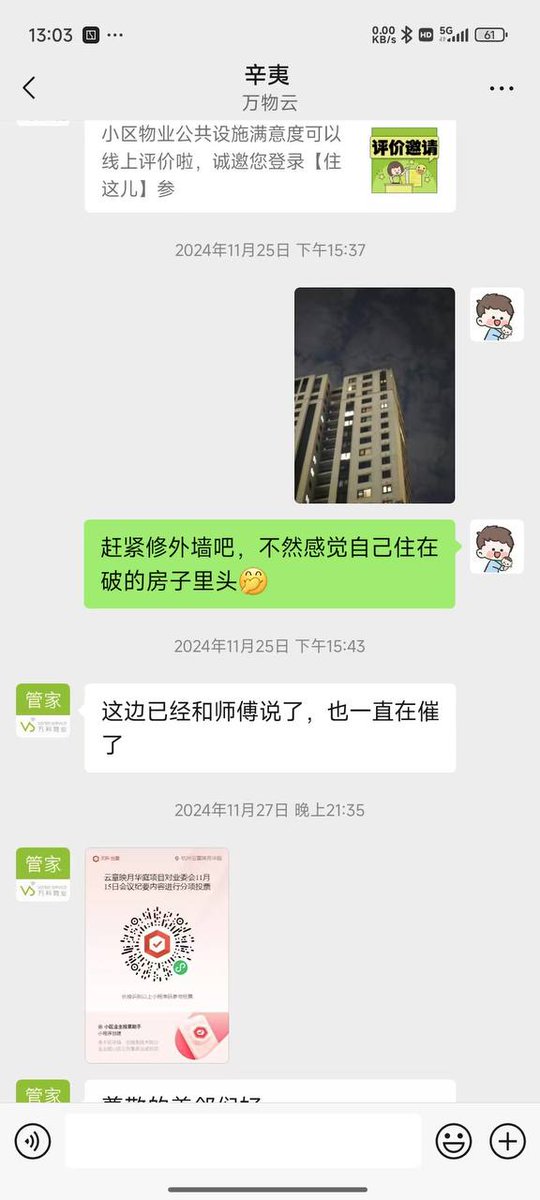 13:03
0.00
KB/s
HD
5G
61
辛夷
万物云
小区物业公共设施满意度可以
线上评价啦，诚邀您登录【住
这儿】参
评价邀请
2024年11月25日 下午15:37
赶紧修外墙吧，不然感觉自己住在
破的房子里头🤭
2024年11月25日 下午15:43
管家
万科物业
这边已经和师傅说了，也一直在催
了
2024年11月27日 晚上21:35
管家
万科物业
云童映月华庭项目对业委会11月
15日会议纪要内容进行分项投票
小区业主投票助手
管家